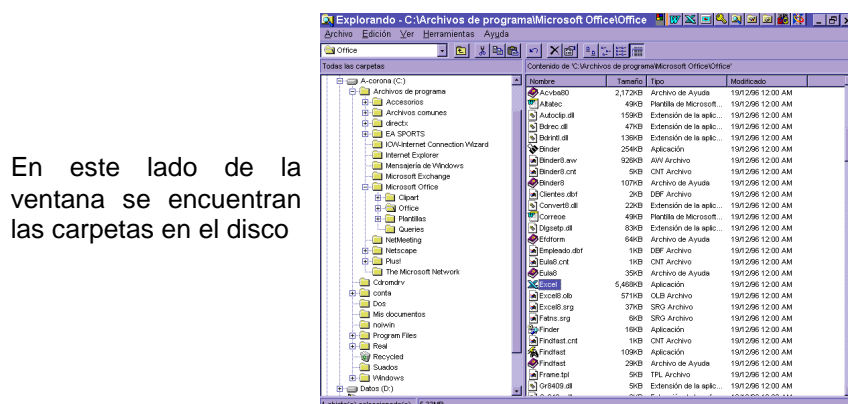 En este lado de la
ventana se encuentran
las carpetas en el disco
Explorando - C:\Archivos de programa\Microsoft Office\Office
Archivo Edición Ver Herramientas Ayuda
Office
Todas las carpetas
Contenido de 'C:\Archivos de programa\Microsoft Office\Office'
A-corona (C:)
Archivos de programa
Accesorios
Archivos comunes
directx
EA SPORTS
ICW-Internet Connection Wizard
Internet Explorer
Mensajería de Windows
Microsoft Exchange
Microsoft Office
Clipart
Office
Plantillas
Queries
NetMeeting
Netscape
Plus!
The Microsoft Network
Cdromdrv
conta
Dos
Mis documentos
noiwin
Program Files
Real
Recycled
Suados
Windows
Datos (D:)
Nombre Tamaño Tipo Modificado
Acvba80 2,172KB Archivo de Ayuda 19/12/96 12:00 AM
Altatec 49KB Plantilla de Microsoft... 19/12/96 12:00 AM
Autoclip.dll 159KB Extensión de la aplic... 19/12/96 12:00 AM
Bdrec.dll 47KB Extensión de la aplic... 19/12/96 12:00 AM
Bdrintl.dll 136KB Extensión de la aplic... 19/12/96 12:00 AM
Binder 254KB Aplicación 19/12/96 12:00 AM
Binder8.aw 926KB AW Archivo 19/12/96 12:00 AM
Binder8.cnt 5KB CNT Archivo 19/12/96 12:00 AM
Binder8 107KB Archivo de Ayuda 19/12/96 12:00 AM
Clientes.dbf 2KB DBF Archivo 19/12/96 12:00 AM
Convert8.dll 22KB Extensión de la aplic... 19/12/96 12:00 AM
Correoe 49KB Plantilla de Microsoft... 19/12/96 12:00 AM
Dlgsetp.dll 83KB Extensión de la aplic... 19/12/96 12:00 AM
Efdform 64KB Archivo de Ayuda 19/12/96 12:00 AM
Empleado.dbf 1KB DBF Archivo 19/12/96 12:00 AM
Eula8.cnt 1KB CNT Archivo 19/12/96 12:00 AM
Eula8 35KB Archivo de Ayuda 19/12/96 12:00 AM
Excel 5,468KB Aplicación 19/12/96 12:00 AM
Excel8.olb 571KB OLB Archivo 19/12/96 12:00 AM
Excel8.srg 37KB SRG Archivo 19/12/96 12:00 AM
Fatns.srg 6KB SRG Archivo 19/12/96 12:00 AM
Finder 16KB Aplicación 19/12/96 12:00 AM
Findfast.cnt 1KB CNT Archivo 19/12/96 12:00 AM
Findfast 109KB Aplicación 19/12/96 12:00 AM
Findfast 29KB Archivo de Ayuda 19/12/96 12:00 AM
Frame.tpl 5KB TPL Archivo 19/12/96 12:00 AM
Gr8409.dll 5KB Extensión de la aplic... 19/12/96 12:00 AM